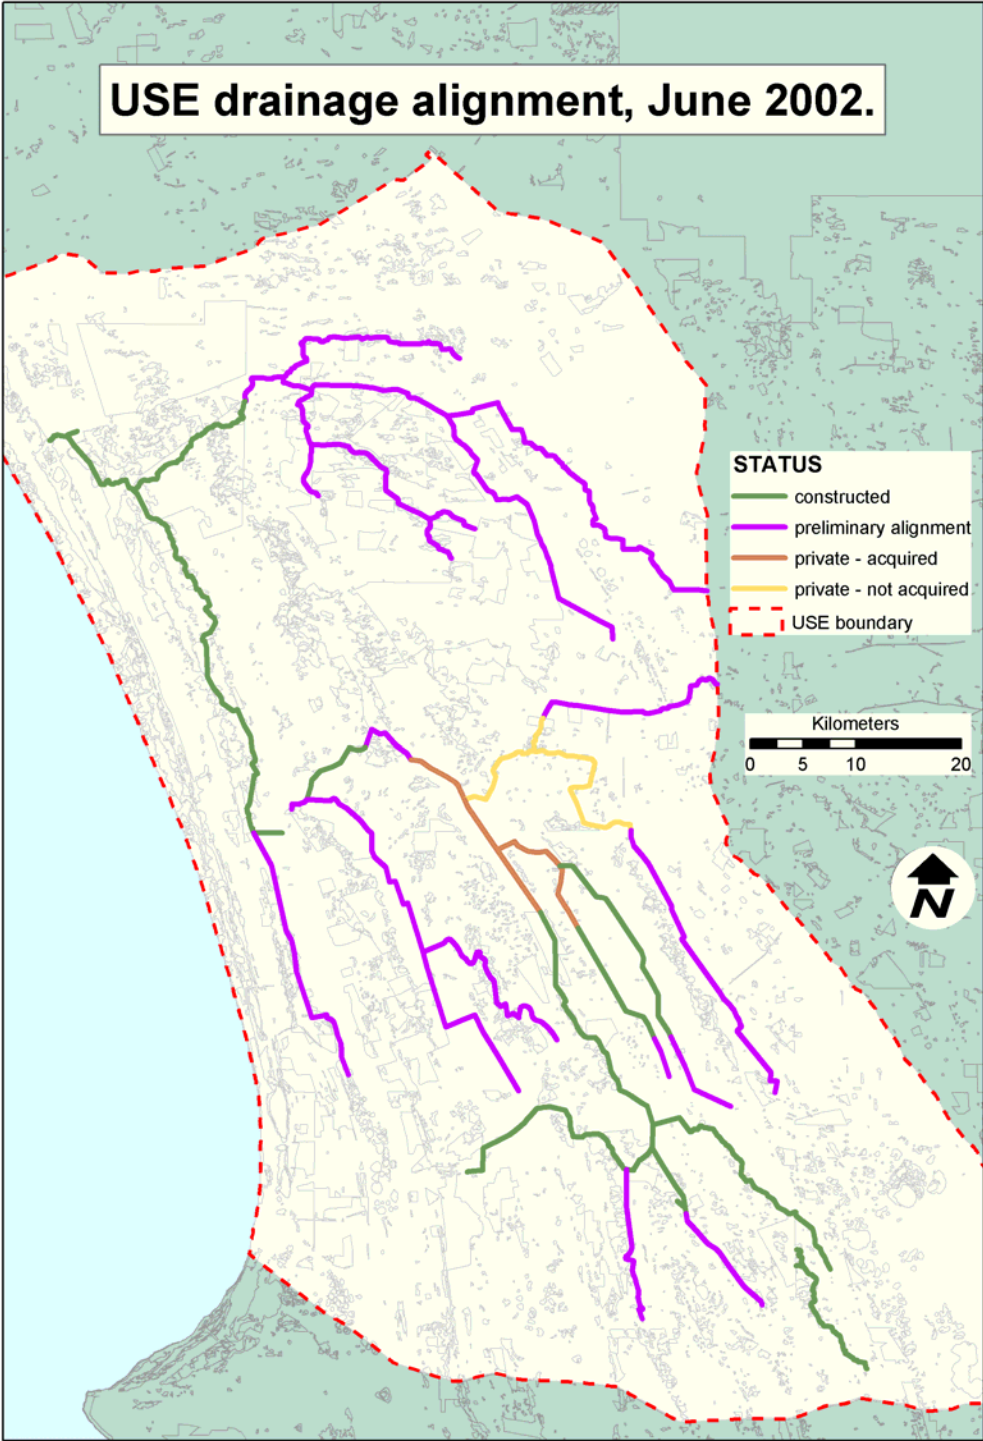 USE drainage alignment, June 2002.
STATUS
constructed
preliminary alignment
private - acquired
private - not acquired
USE boundary
Kilometers
0 5 10 20
N